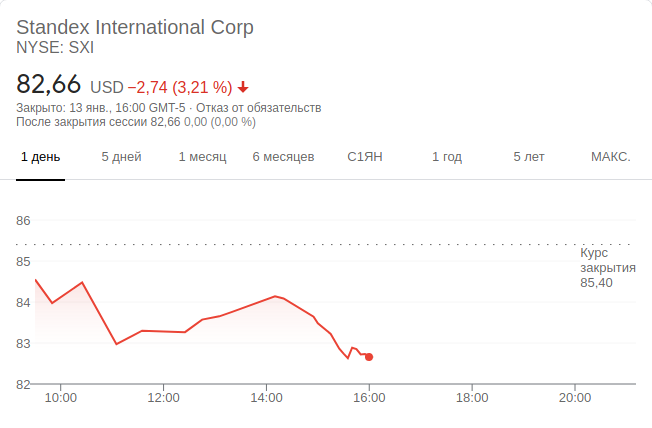 Standex International Corp
NYSE: SXI
82,66 USD −2,74 (3,21 %)
Закрыто: 13 янв., 16:00 GMT-5 · Отказ от обязательств
После закрытия сессии 82,66 0,00 (0,00 %)
1 день 5 дней 1 месяц 6 месяцев С1ЯН 1 год 5 лет МАКС.
86
Курс
85
закрытия
85,40
84
83
82
10:00 12:00 14:00 16:00 18:00 20:00